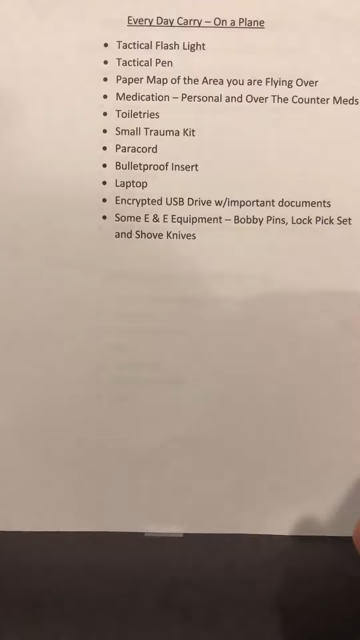 Every Day Carry – On a Plane
• Tactical Flash Light
• Tactical Pen
• Paper Map of the Area you are Flying Over
• Medication – Personal and Over The Counter Meds
• Toiletries
• Small Trauma Kit
• Paracord
• Bulletproof Insert
• Laptop
• Encrypted USB Drive w/important documents
• Some E & E Equipment – Bobby Pins, Lock Pick Set
and Shove Knives